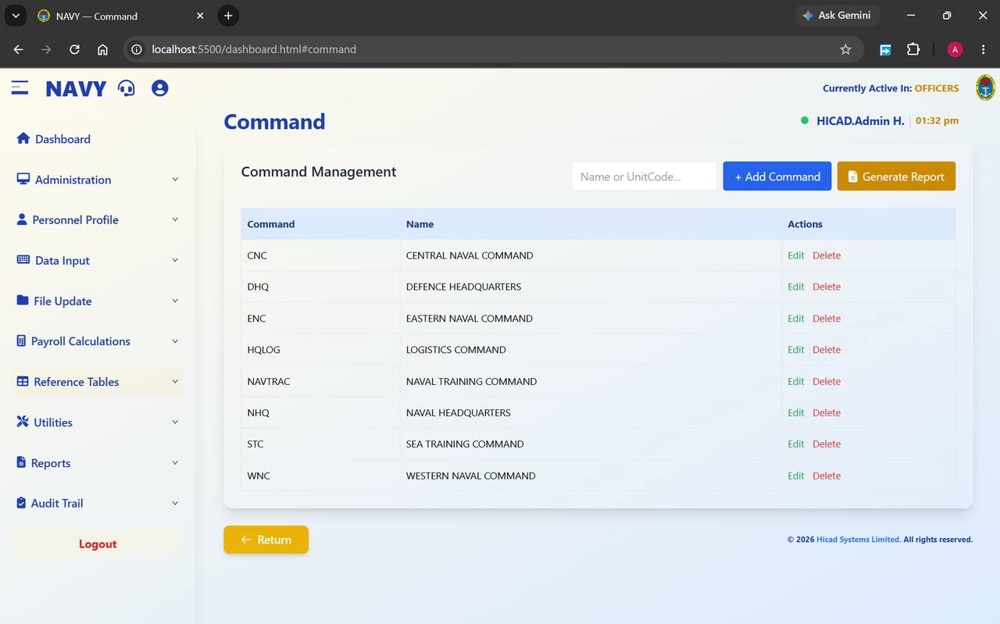 NAVY — Command
Ask Gemini
localhost:5500/dashboard.html#command
A
NAVY
Currently Active In: OFFICERS
Command
HICAD.Admin H. | 01:32 pm
Dashboard
Administration
Personnel Profile
Data Input
File Update
Payroll Calculations
Reference Tables
Utilities
Reports
Audit Trail
Logout
Command Management
Name or UnitCode...
+ Add Command
Generate Report
Command Name Actions
CNC CENTRAL NAVAL COMMAND Edit Delete
DHQ DEFENCE HEADQUARTERS Edit Delete
ENC EASTERN NAVAL COMMAND Edit Delete
HQLOG LOGISTICS COMMAND Edit Delete
NAVTRAC NAVAL TRAINING COMMAND Edit Delete
NHQ NAVAL HEADQUARTERS Edit Delete
STC SEA TRAINING COMMAND Edit Delete
WNC WESTERN NAVAL COMMAND Edit Delete
← Return
© 2026 Hicad Systems Limited. All rights reserved.